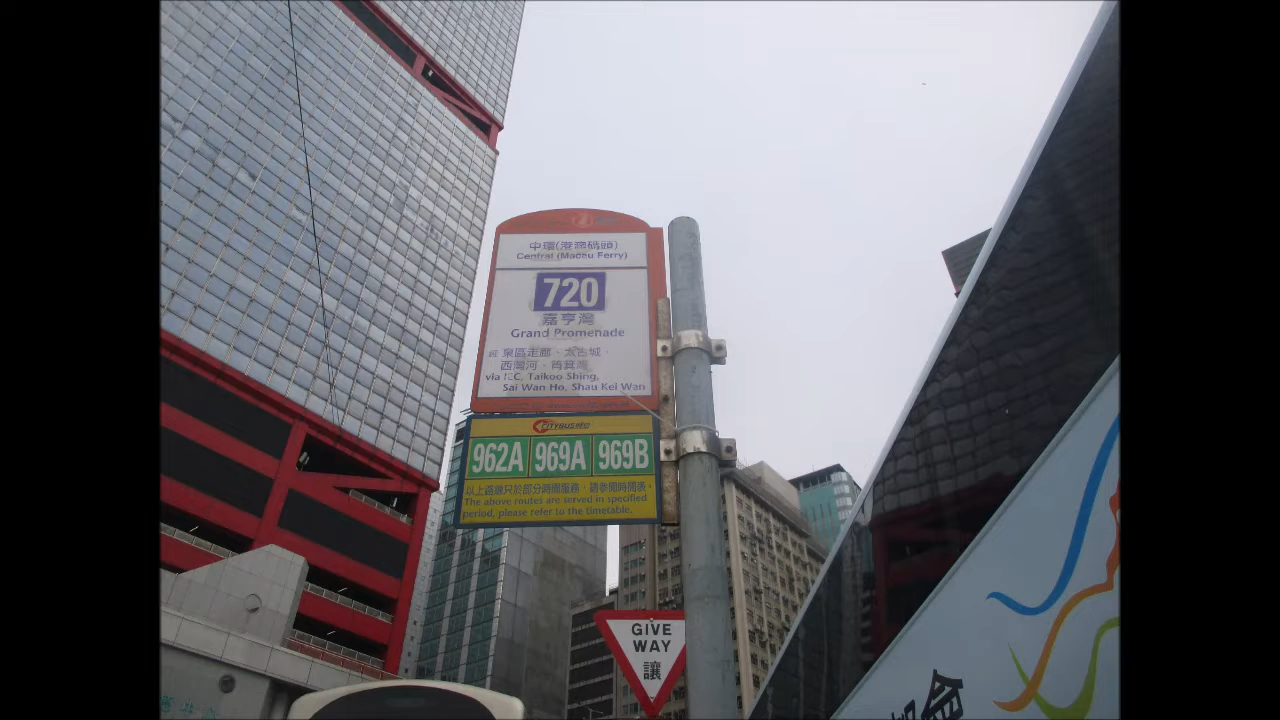 中環(港澳碼頭)
Central (Macau Ferry)
720
嘉亨灣
Grand Promenade
經 東區走廊、太古城、
西灣河、筲箕灣
via IEC, Taikoo Shing,
Sai Wan Ho, Shau Kei Wan
CITYBUS
962A 969A 969B
以上路線只於部分時間服務，請參閱時間表。
The above routes are served in specified
period, please refer to the timetable.
GIVE
WAY
讓